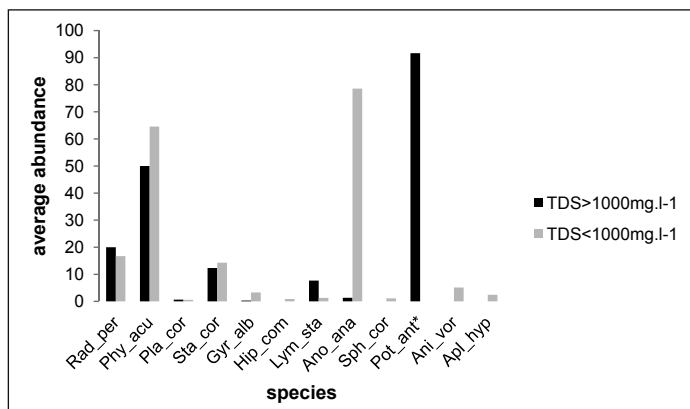 average abundance
100
90
80
70
60
50
40
30
20
10
0
Rad_per
Phy_acu
Pla_cor
Sta_cor
Gyr_alb
Hip_com
Lym_sta
Ano_ana
Sph_cor
Pot_ant*
Ani_vor
Apl_hyp
species
TDS>1000mg.l-1
TDS<1000mg.l-1